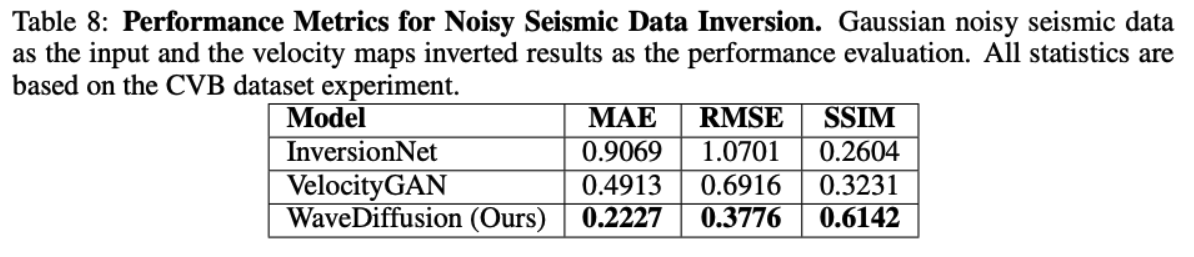 Table 8: Performance Metrics for Noisy Seismic Data Inversion. Gaussian noisy seismic data
as the input and the velocity maps inverted results as the performance evaluation. All statistics are
based on the CVB dataset experiment.
Model MAE RMSE SSIM
InversionNet 0.9069 1.0701 0.2604
VelocityGAN 0.4913 0.6916 0.3231
WaveDiffusion (Ours) 0.2227 0.3776 0.6142